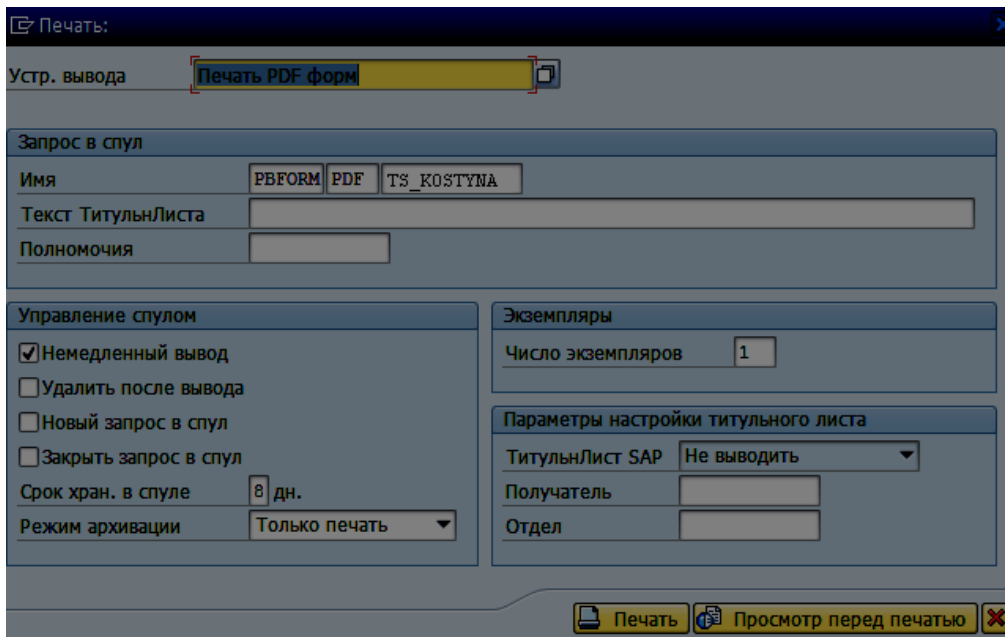 Печать:
Устр. вывода Печать PDF форм
Запрос в спул
Имя PBFORM PDF TS_KOSTYNA
Текст ТитульнЛиста
Полномочия
Управление спулом
Немедленный вывод
Удалить после вывода
Новый запрос в спул
Закрыть запрос в спул
Срок хран. в спуле 8 дн.
Режим архивации Только печать
Экземпляры
Число экземпляров 1
Параметры настройки титульного листа
ТитульнЛист SAP Не выводить
Получатель
Отдел
Печать Просмотр перед печатью